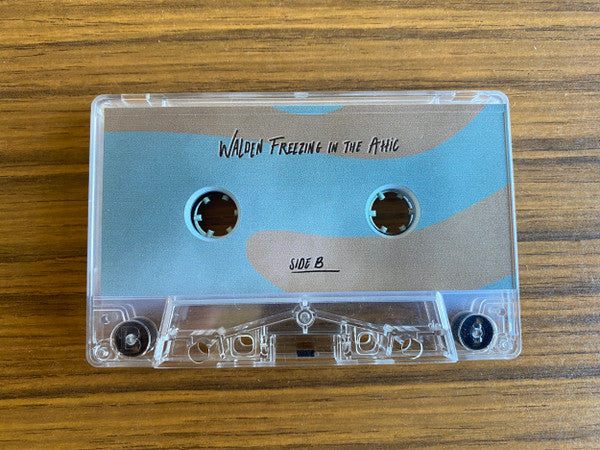 Walden Freezing in the Attic
Side B